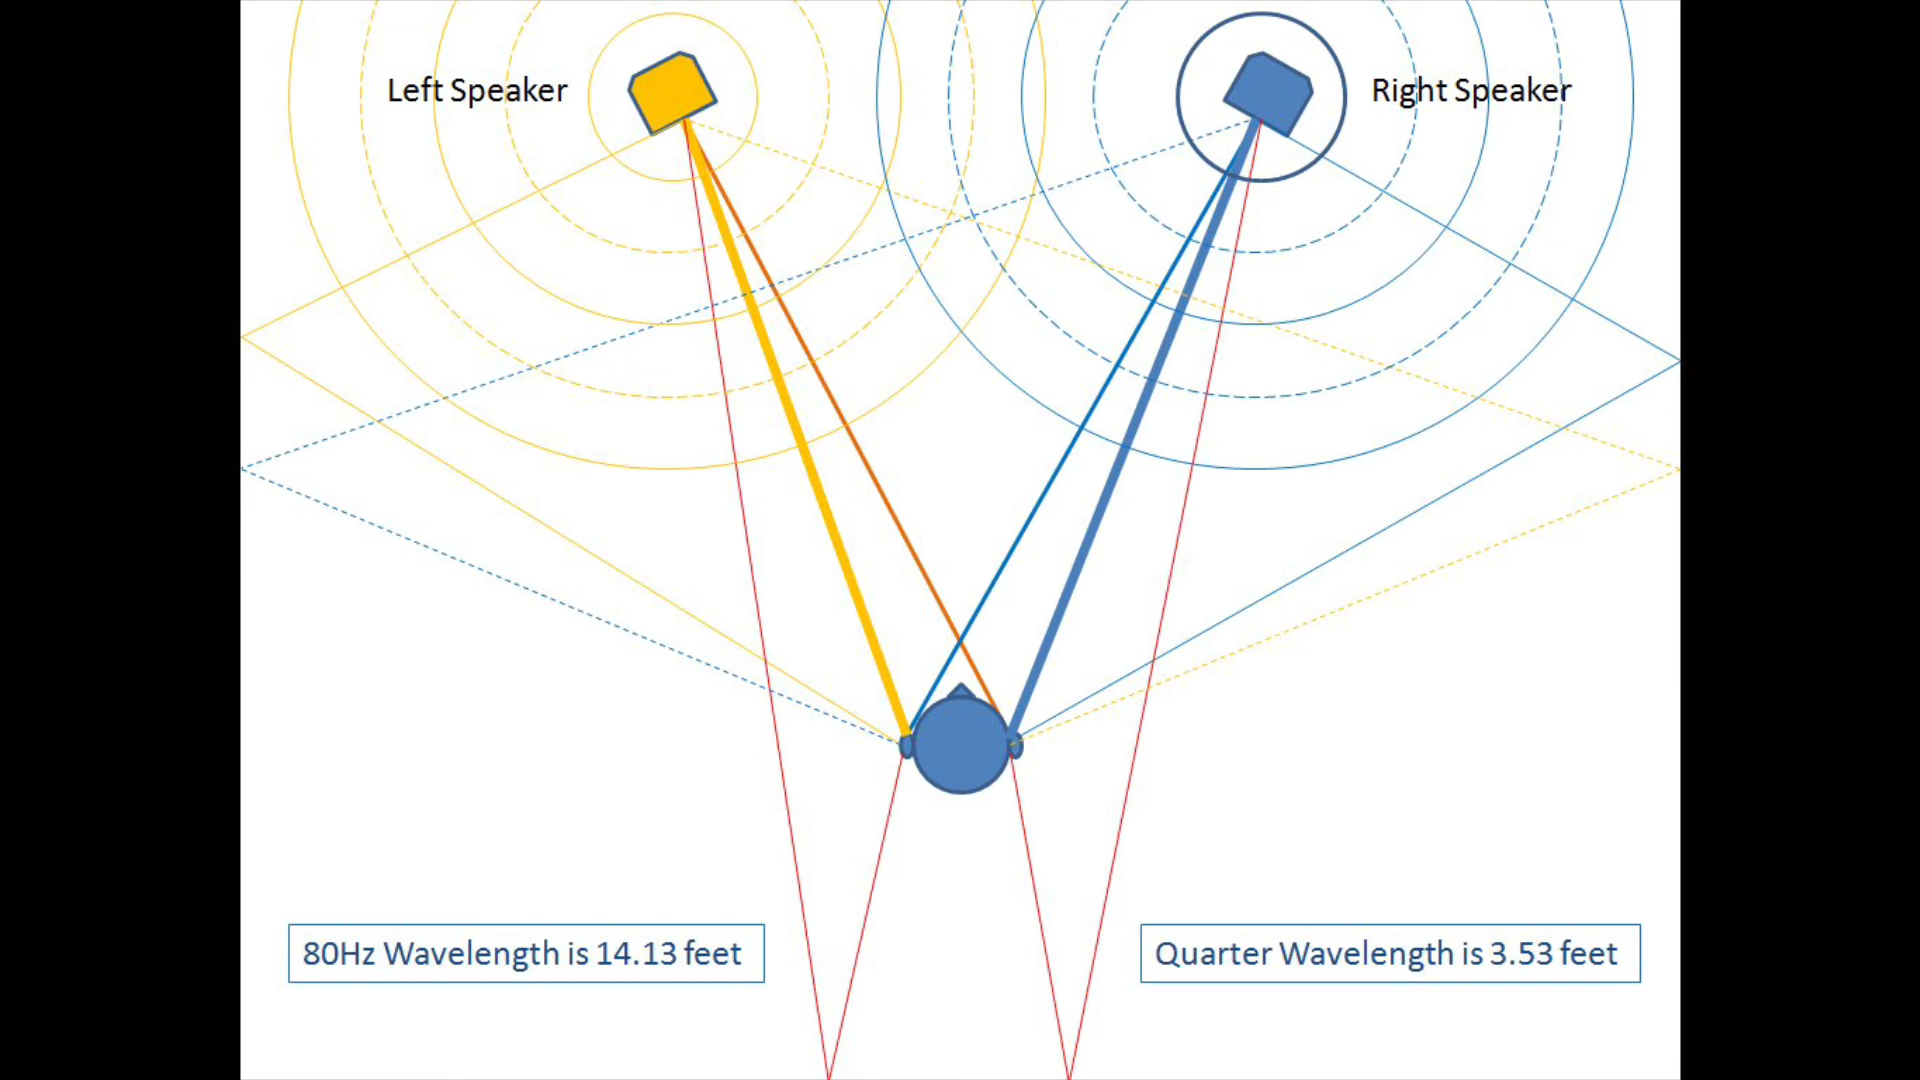 Left Speaker
Right Speaker
80Hz Wavelength is 14.13 feet
Quarter Wavelength is 3.53 feet